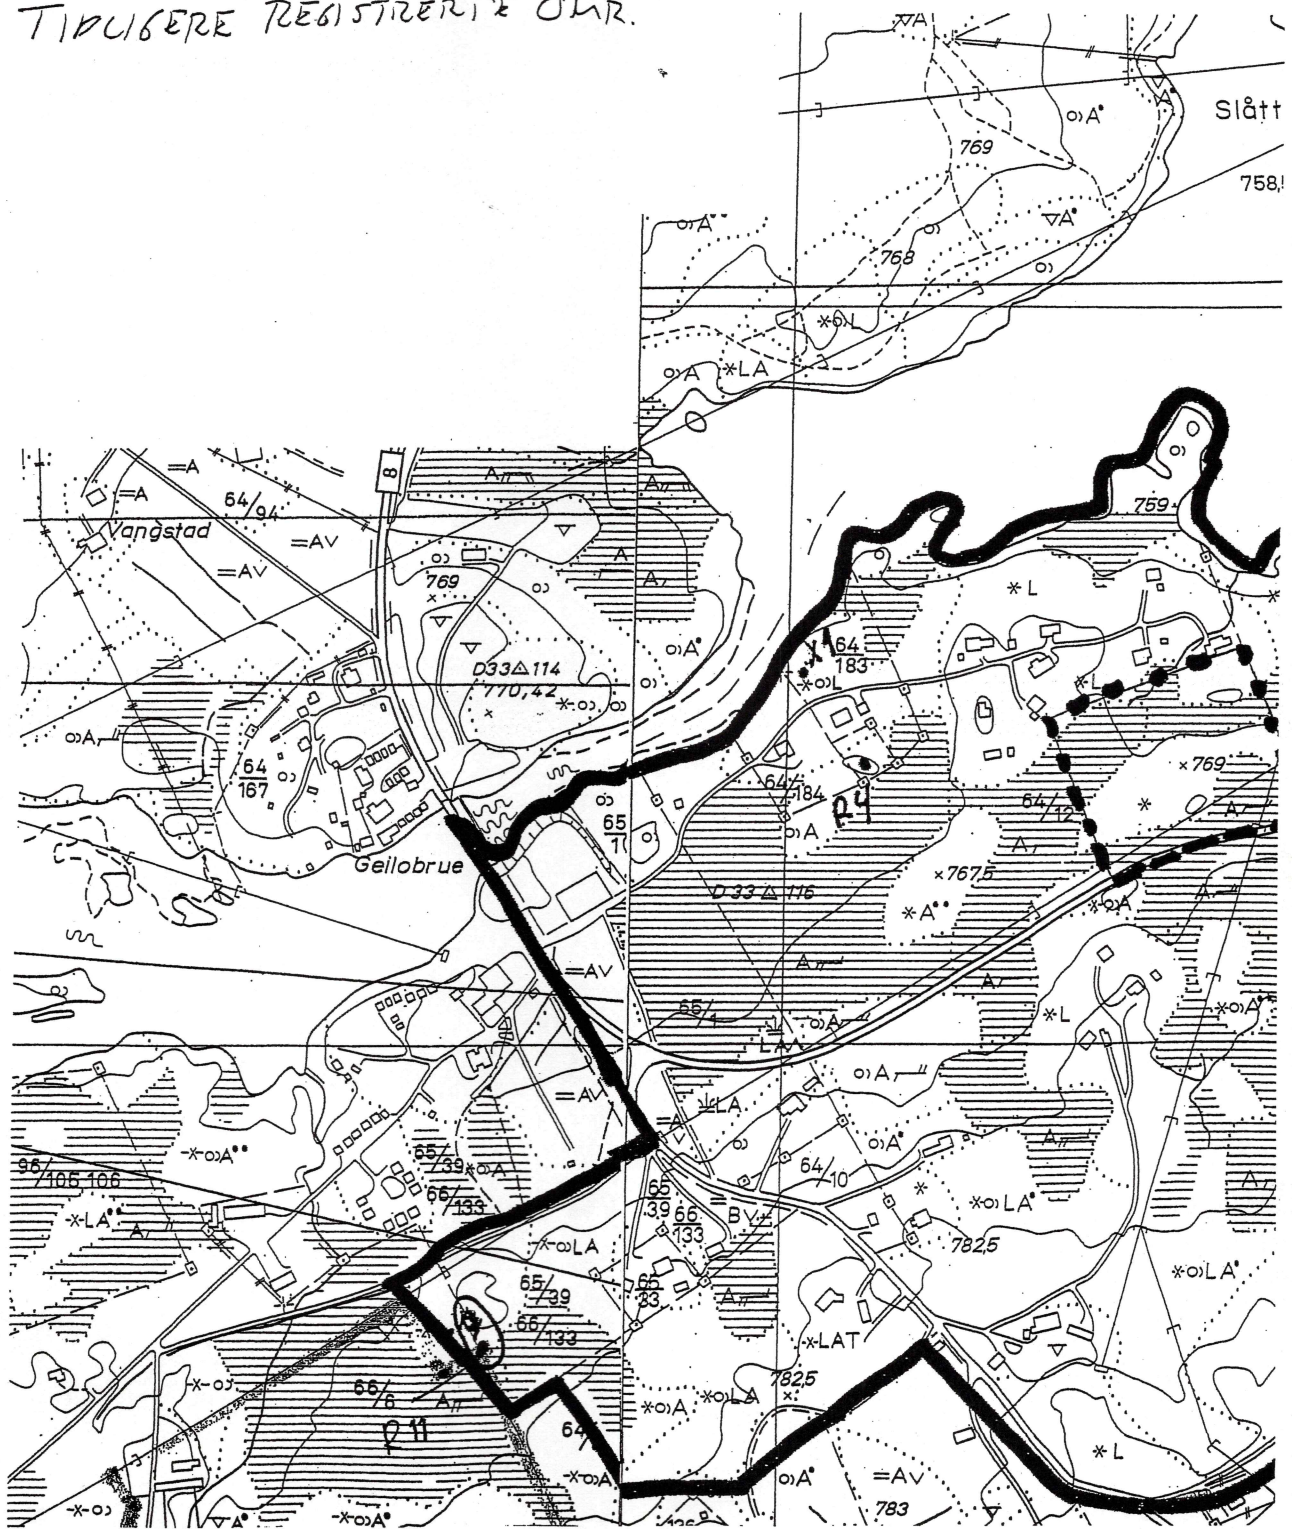 TIDLIGERE REGISTRERTE OMR.
A
A•
Slått
769
758,
A••
A•
768
*L
A
*LA
8
=A
=A
64/94
Vangstad
=AV
=AV
A
A
769
759
A
A
*L
A•
D33△114
770,42
X1
64
183
*L
*L
A
64
167
×769
64/184
R4
64/12
A
65
A
A
Geilobrue
×767,5
D33△116
*A••
A
A
=AV
A
A
65/1
*L
A•
A
LA
A
=AV
LA
A
A•
A
A••
65/39
A
64/10
96/105,106
66/133
65
39
66
133
BV
*LA•
A
LA••
A
LA
782,5
*LA•
65/39
65
33
66/133
A
*LAT
782,5
66/6
A
*A
*LA
R11
64/
*L
A
A•
=AV
783
A•
A•
136